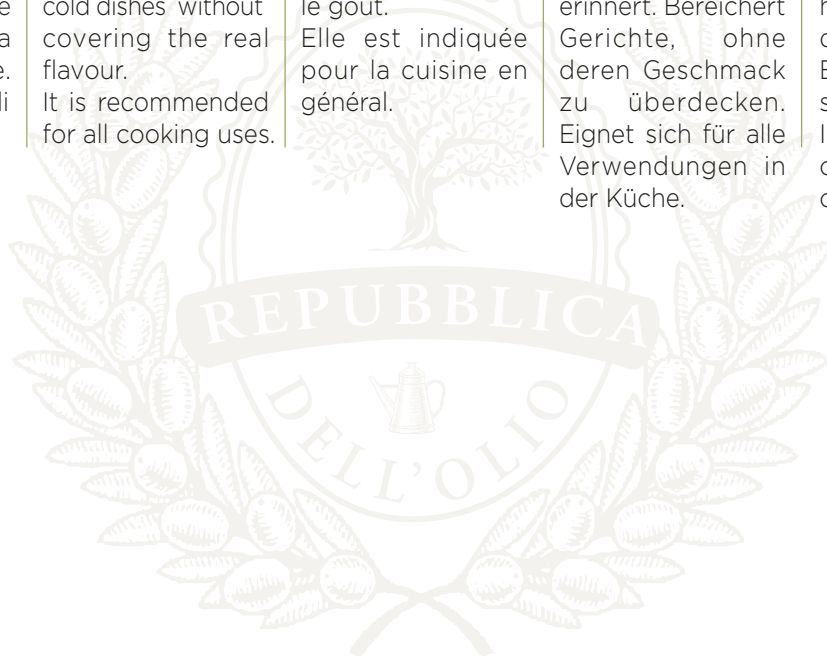 e
a
e.
li
cold dishes without
covering the real
flavour.
It is recommended
for all cooking uses.
le goût.
Elle est indiquée
pour la cuisine en
général.
erinnert. Bereichert
Gerichte, ohne
deren Geschmack
zu überdecken.
Eignet sich für alle
Verwendungen in
der Küche.
REPUBBLICA
DELL'OLIO